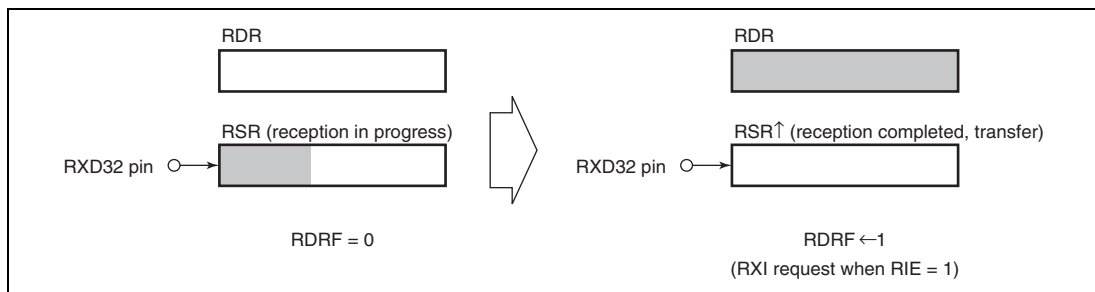 RDR
RSR (reception in progress)
RXD32 pin
RDRF = 0
RDR
RSR↑ (reception completed, transfer)
RXD32 pin
RDRF ←1
(RXI request when RIE = 1)